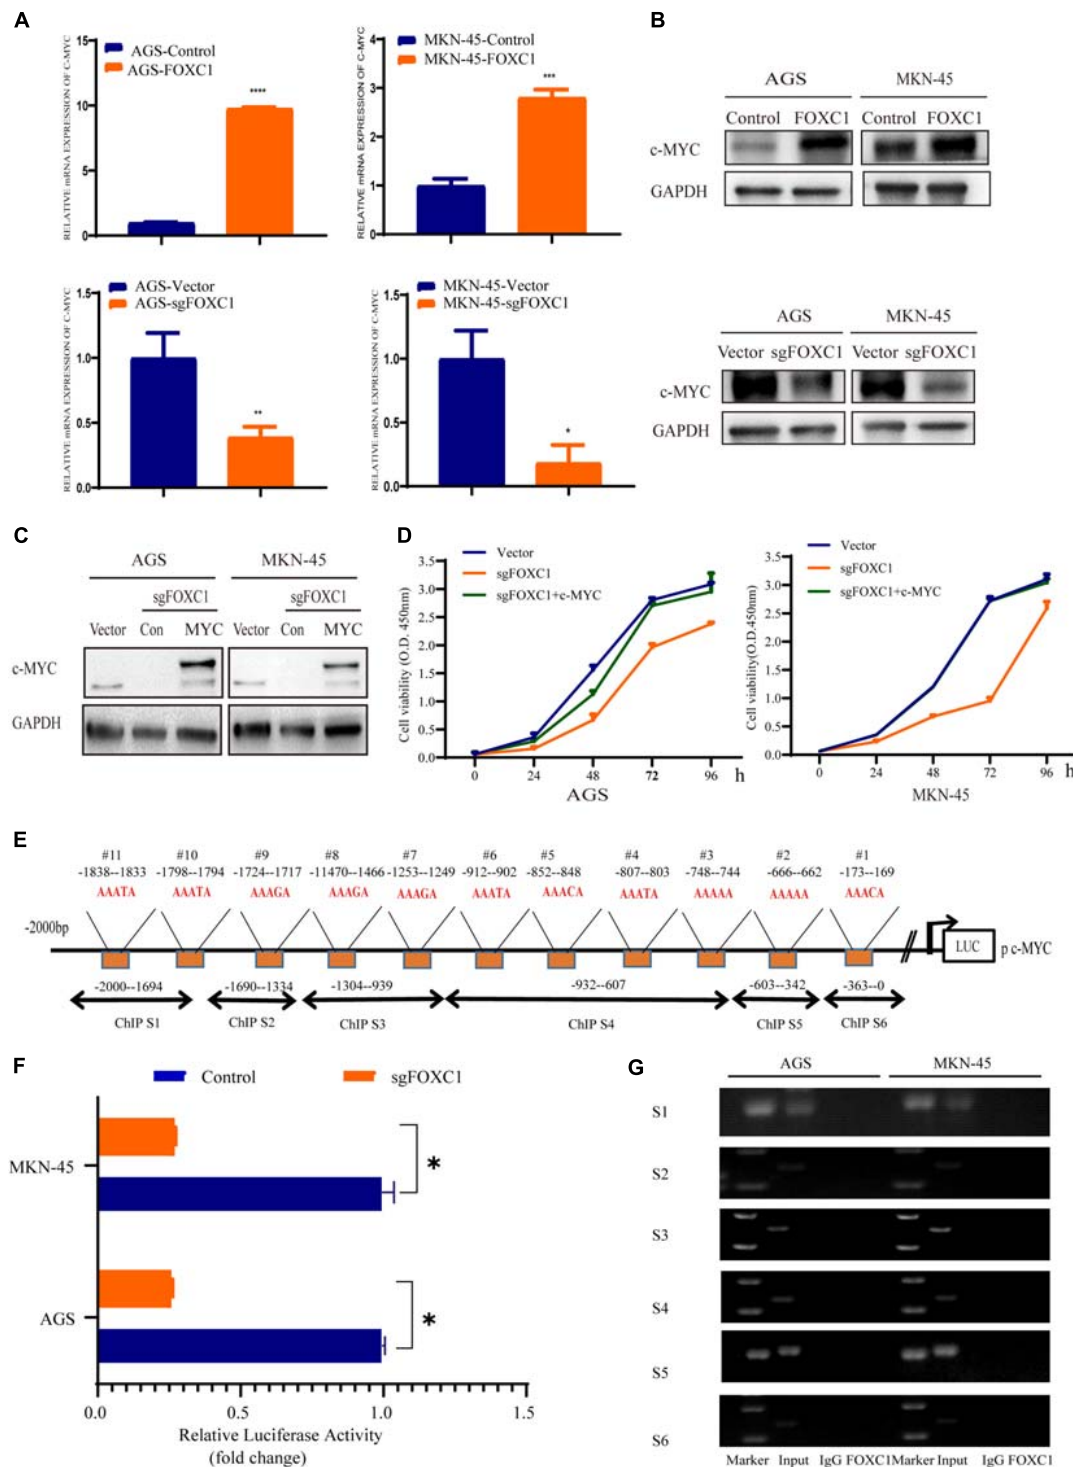 A
RELATIVE mRNA EXPRESSION OF C-MYC
15
10
5
0
AGS-Control
AGS-FOXC1
****
RELATIVE mRNA EXPRESSION OF C-MYC
4
3
2
1
0
MKN-45-Control
MKN-45-FOXC1
***
RELATIVE mRNA EXPRESSION OF C-MYC
1.5
1.0
0.5
0.0
AGS-Vector
AGS-sgFOXC1
**
RELATIVE mRNA EXPRESSION OF C-MYC
1.5
1.0
0.5
0.0
MKN-45-Vector
MKN-45-sgFOXC1
*
B
AGS MKN-45
Control FOXC1 Control FOXC1
c-MYC
GAPDH
AGS MKN-45
Vector sgFOXC1 Vector sgFOXC1
c-MYC
GAPDH
C
AGS MKN-45
sgFOXC1 sgFOXC1
Vector Con MYC Vector Con MYC
c-MYC
GAPDH
D
Vector
sgFOXC1
sgFOXC1+c-MYC
Cell viability (O.D. 450nm)
3.5
3.0
2.5
2.0
1.5
1.0
0.5
0.0
0 24 48 72 96 h
AGS
Vector
sgFOXC1
sgFOXC1+c-MYC
Cell viability(O.D.450nm)
3.5
3.0
2.5
2.0
1.5
1.0
0.5
0.0
0 24 48 72 96 h
MKN-45
E
#11 #10 #9 #8 #7 #6 #5 #4 #3 #2 #1
-1838--1833 -1798--1794 -1724--1717 -11470--1466 -1253--1249 -912--902 -852--848 -807--803 -748--744 -666--662 -173--169
AAATA AAATA AAAGA AAAGA AAAGA AAATA AAACA AAATA AAAAA AAAAA AAACA
-2000bp
LUC
p c-MYC
-2000--1694 -1690--1334 -1304--939 -932--607 -603--342 -363--0
ChIP S1 ChIP S2 ChIP S3 ChIP S4 ChIP S5 ChIP S6
F
Control sgFOXC1
MKN-45
*
AGS
*
0.0 0.5 1.0 1.5
Relative Luciferase Activity
(fold change)
G
AGS MKN-45
S1
S2
S3
S4
S5
S6
Marker Input IgG FOXC1 Marker Input IgG FOXC1